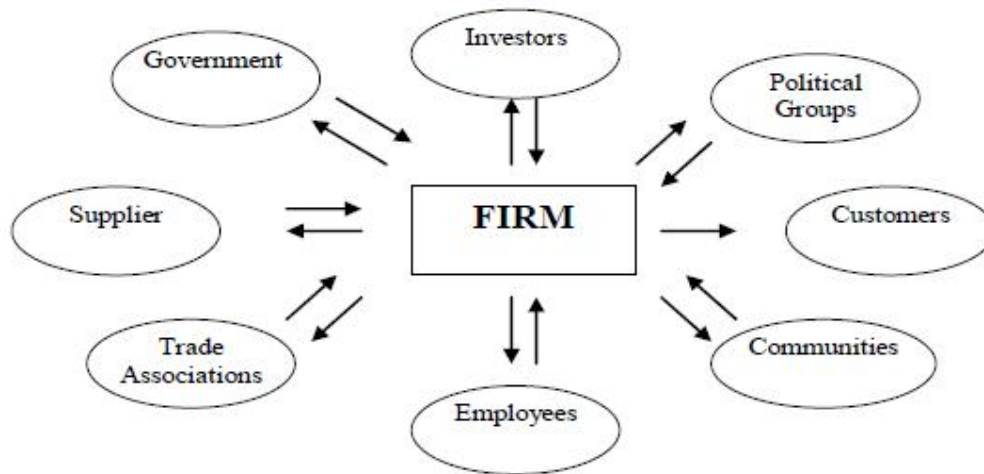 Investors
Government
Political
Groups
Supplier
FIRM
Customers
Trade
Associations
Communities
Employees